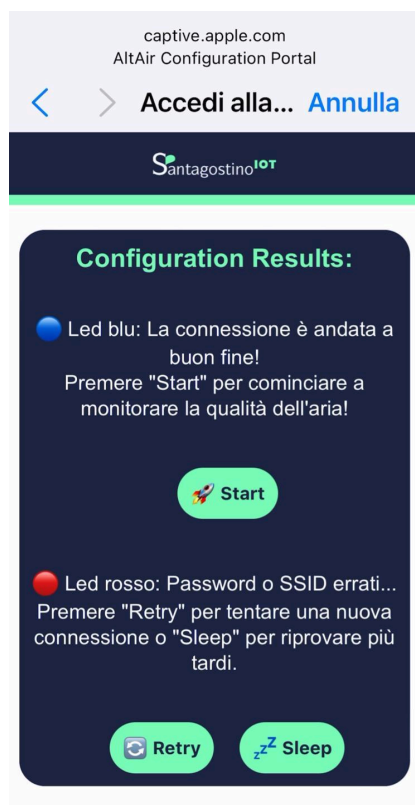 captive.apple.com
AltAir Configuration Portal
Accedi alla... Annulla
SantagostinoIOT
Configuration Results:
Led blu: La connessione è andata a
buon fine!
Premere "Start" per cominciare a
monitorare la qualità dell'aria!
Start
Led rosso: Password o SSID errati...
Premere "Retry" per tentare una nuova
connessione o "Sleep" per riprovare più
tardi.
Retry
zzZ Sleep